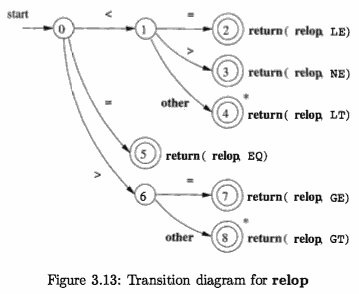 start
<
=
0
1
2
return( relop, LE)
>
3
return( relop, NE)
other
*
4
return( relop, LT)
=
5
return( relop, EQ)
>
=
6
7
return( relop, GE)
other
*
8
return( relop, GT)
Figure 3.13: Transition diagram for relop